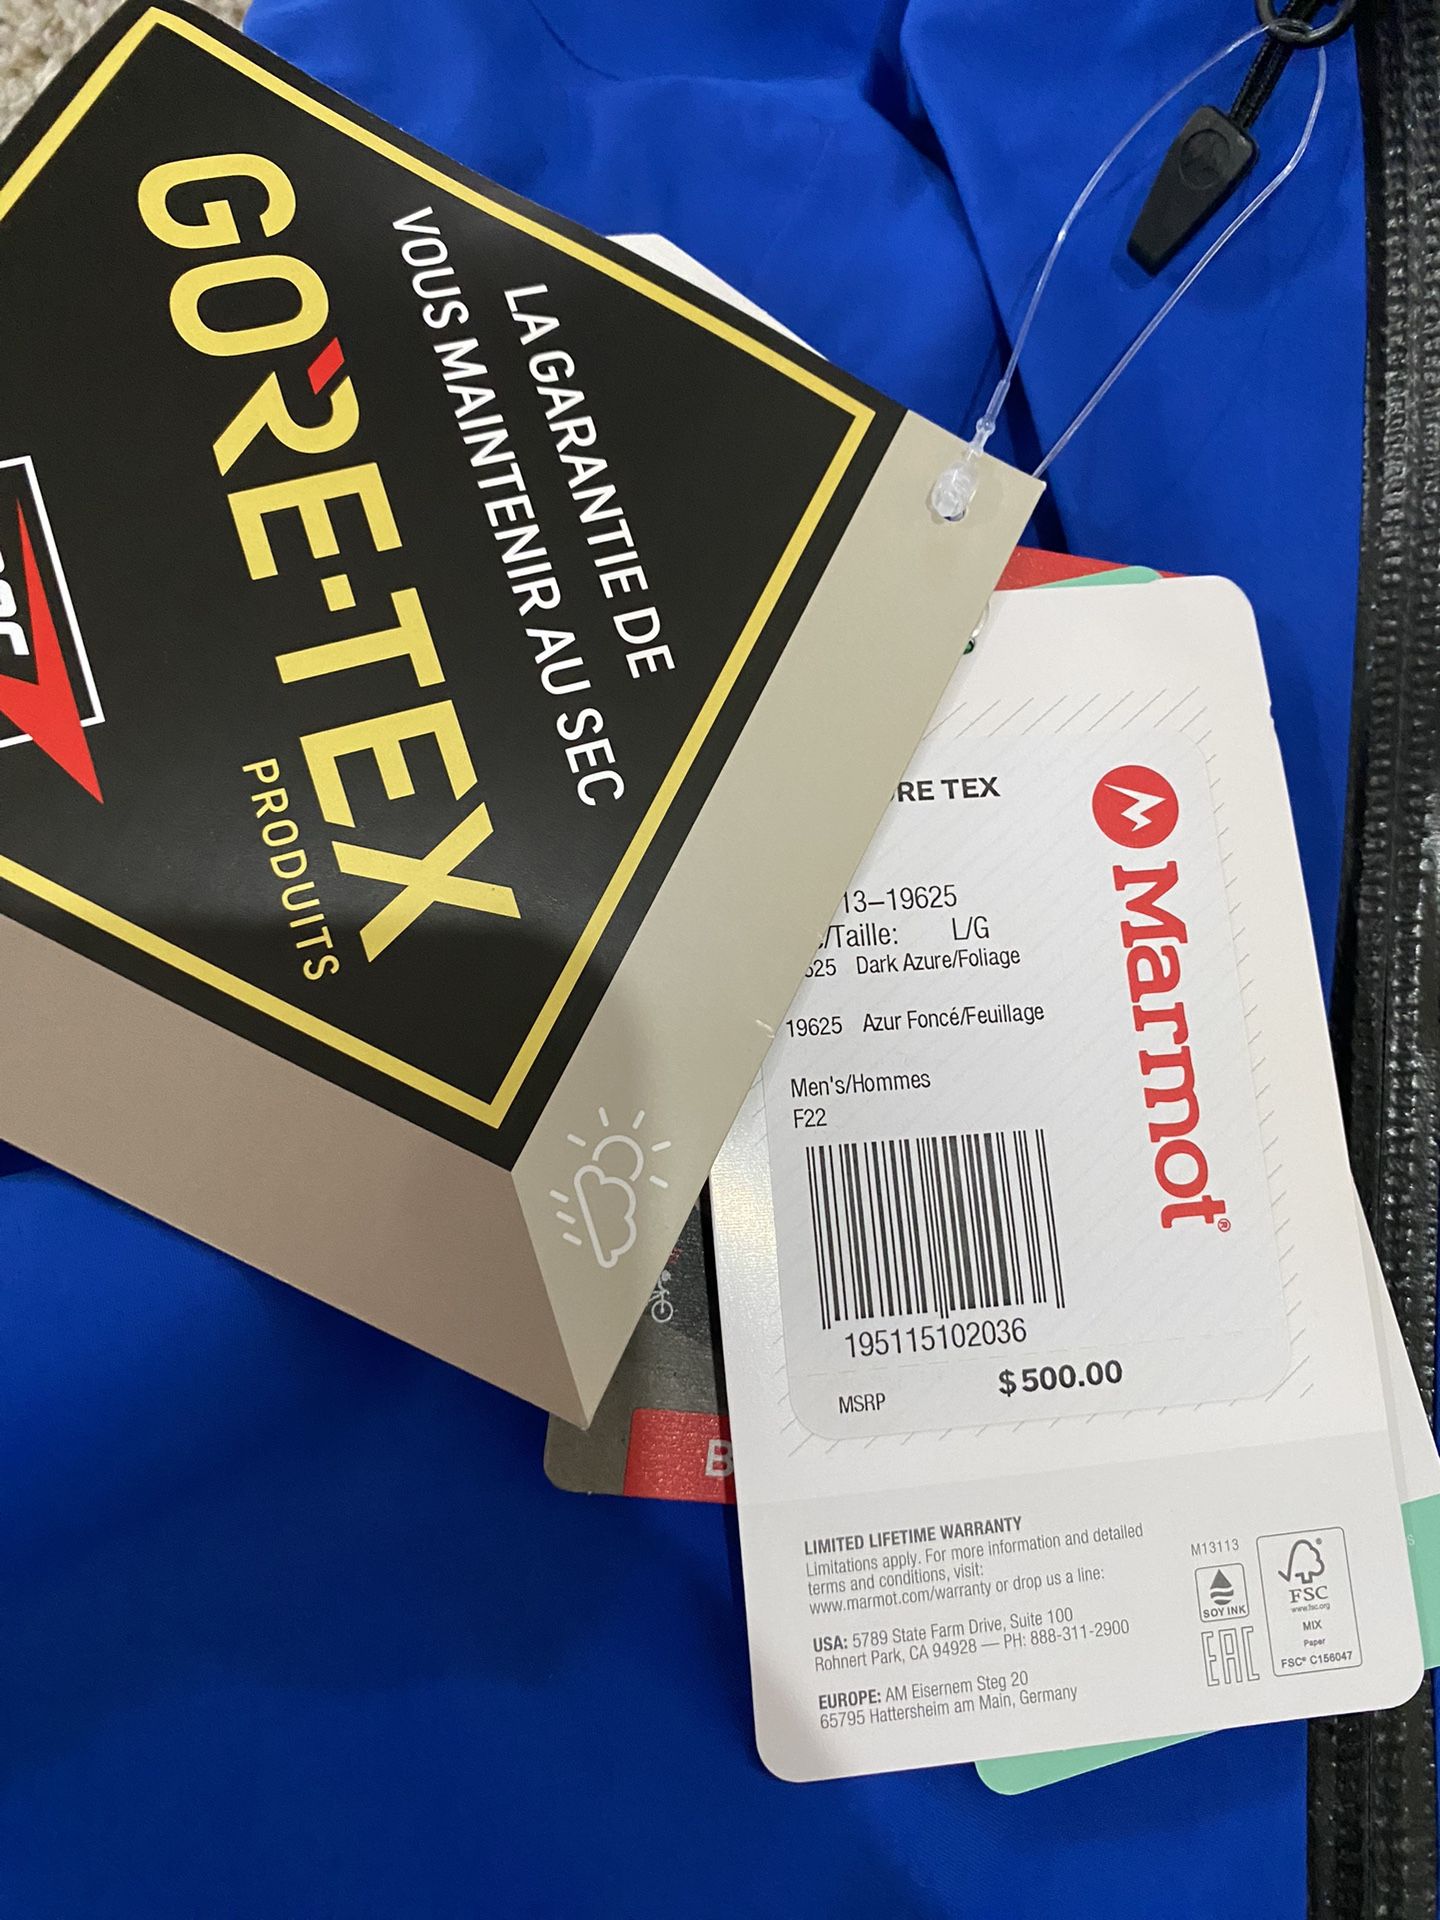 LA GARANTIE DE
VOUS MAINTENIR AU SEC
GORE-TEX
PRODUITS
RE TEX
13–19625
/Taille: L/G
Dark Azure/Foliage
19625 Azur Foncé/Feuillage
Men's/Hommes
F22
195115102036
MSRP $500.00
Marmot®
B
LIMITED LIFETIME WARRANTY
Limitations apply. For more information and detailed
terms and conditions, visit:
www.marmot.com/warranty or drop us a line:
USA: 5789 State Farm Drive, Suite 100
Rohnert Park, CA 94928 — PH: 888-311-2900
EUROPE: AM Eisernem Steg 20
65795 Hattersheim am Main, Germany
M13113
SOY INK
EAC
FSC
www.fsc.org
MIX
Paper
FSC® C156047